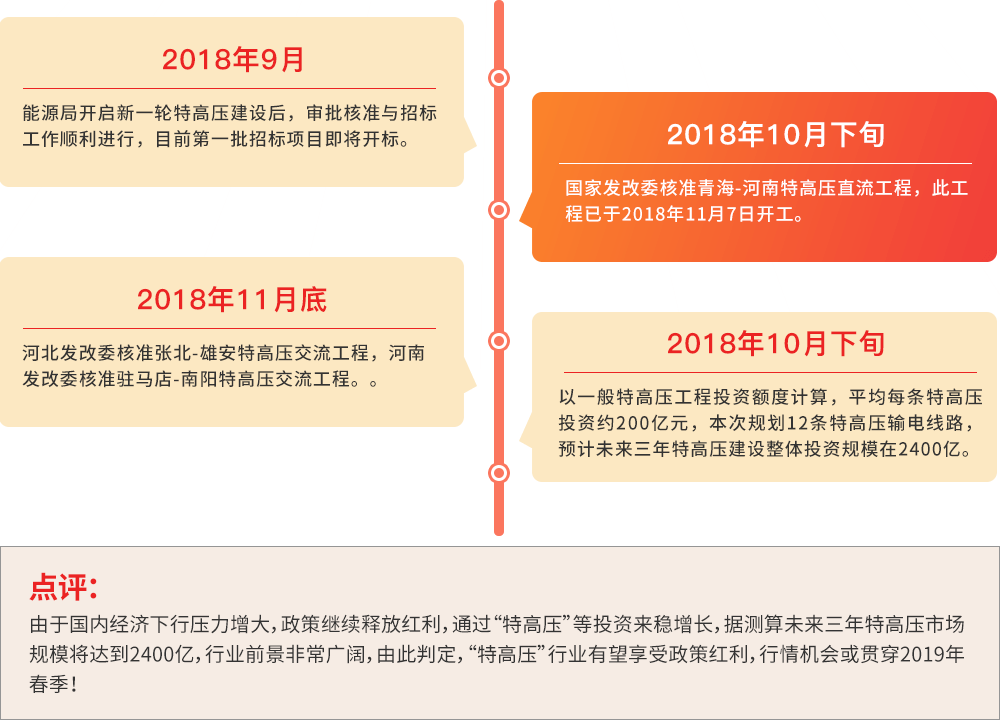 2018年9月
能源局开启新一轮特高压建设后，审批核准与招标
工作顺利进行，目前第一批招标项目即将开标。
2018年10月下旬
国家发改委核准青海-河南特高压直流工程，此工
程已于2018年11月7日开工。
2018年11月底
河北发改委核准张北-雄安特高压交流工程，河南
发改委核准驻马店-南阳特高压交流工程。。
2018年10月下旬
以一般特高压工程投资额度计算，平均每条特高压
投资约200亿元，本次规划12条特高压输电线路，
预计未来三年特高压建设整体投资规模在2400亿。
点评：
由于国内经济下行压力增大，政策继续释放红利，通过“特高压”等投资来稳增长，据测算未来三年特高压市场
规模将达到2400亿，行业前景非常广阔，由此判定，“特高压”行业有望享受政策红利，行情机会或贯穿2019年
春季！